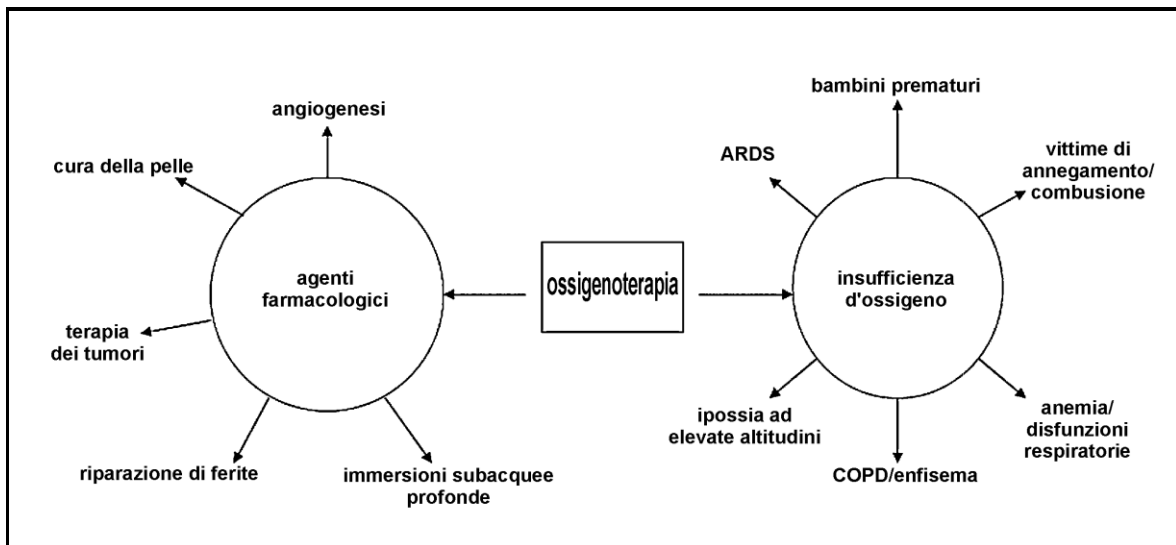 angiogenesi
cura della pelle
agenti
farmacologici
terapia
dei tumori
riparazione di ferite
immersioni subacquee
profonde
ossigenoterapia
bambini prematuri
ARDS
vittime di
annegamento/
combusione
insufficienza
d'ossigeno
ipossia ad
elevate altitudini
COPD/enfisema
anemia/
disfunzioni
respiratorie